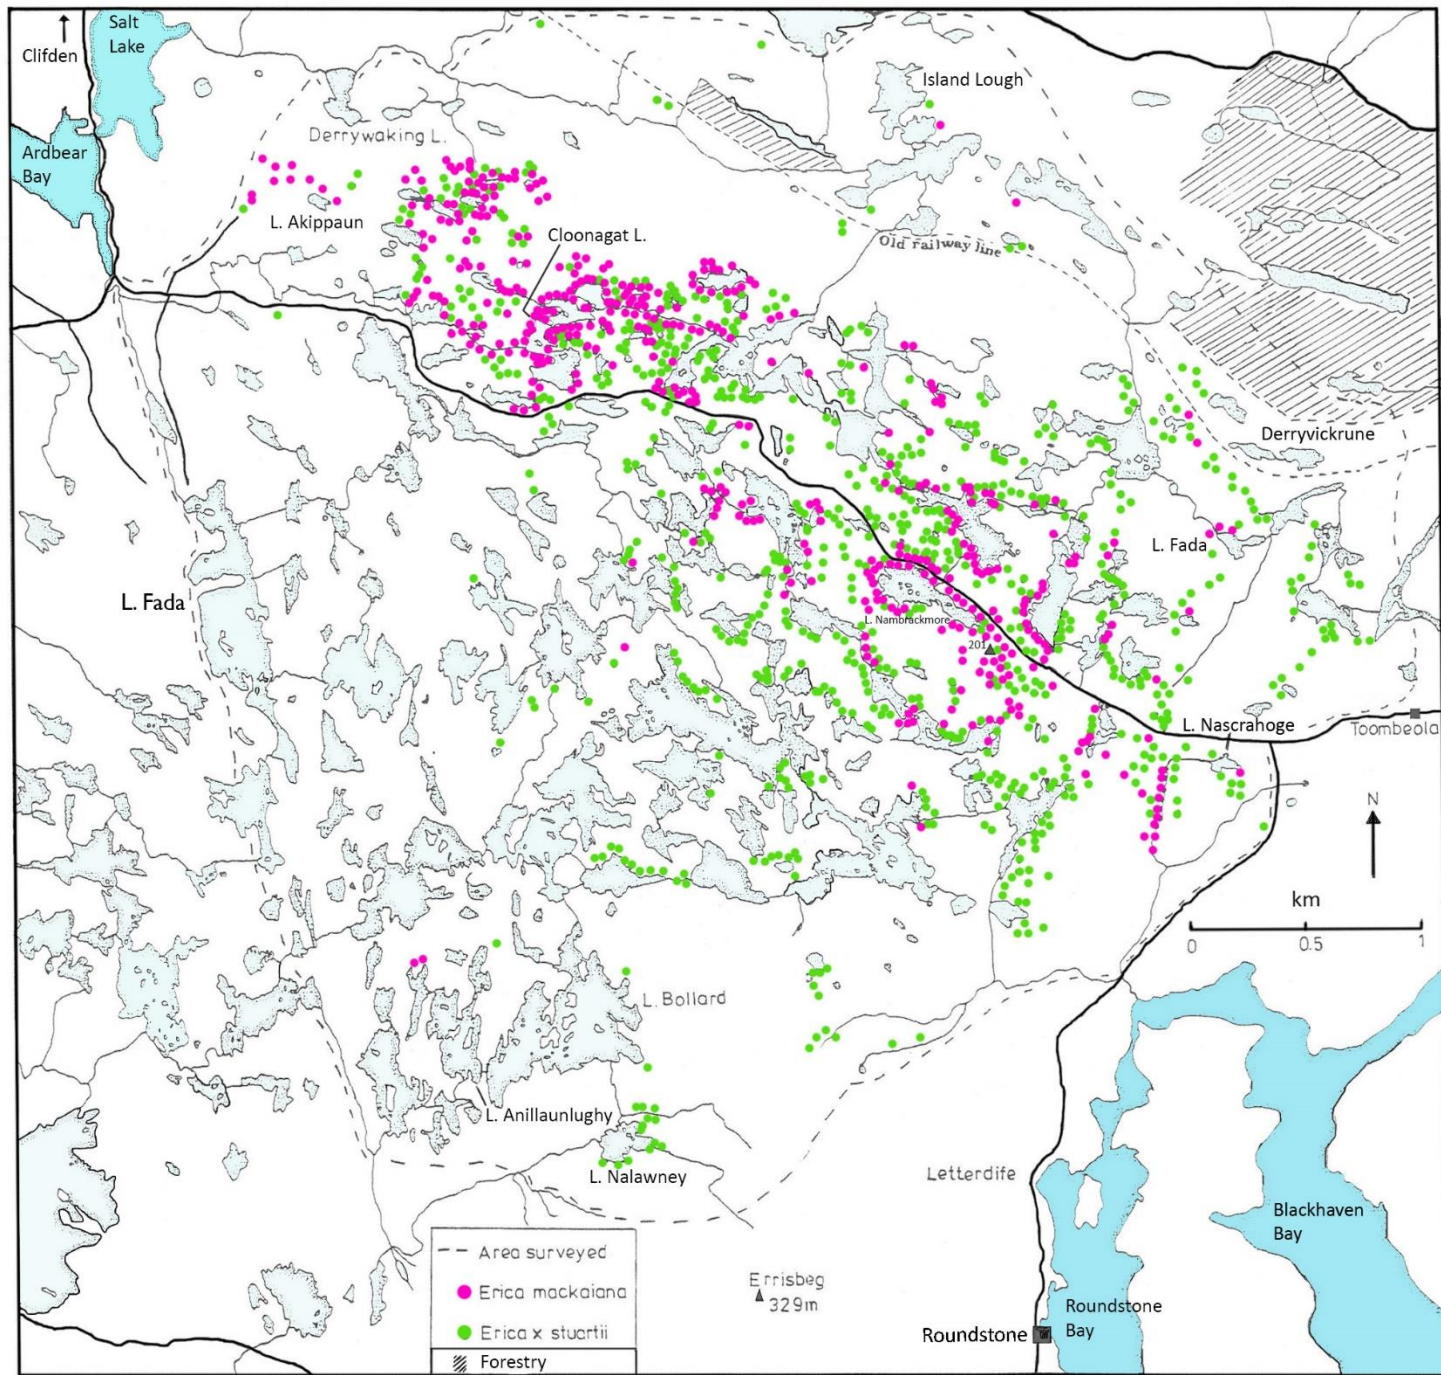 Clifden
Salt
Lake
Island Lough
Derrywaking L.
Ardbear
Bay
L. Akippaun
Cloonagat L.
Old railway line
Derryvickrune
L. Fada
L. Fada
L. Nambrackmore
201
L. Nascrahoge
Toombeola
N
km
0 0.5 1
L. Bollard
L. Anillaunlughy
L. Nalawney
Letterdife
Blackhaven
Bay
Area surveyed
Erica mackaiana
Erica x stuartii
Forestry
Errisbeg
329m
Roundstone
Roundstone
Bay